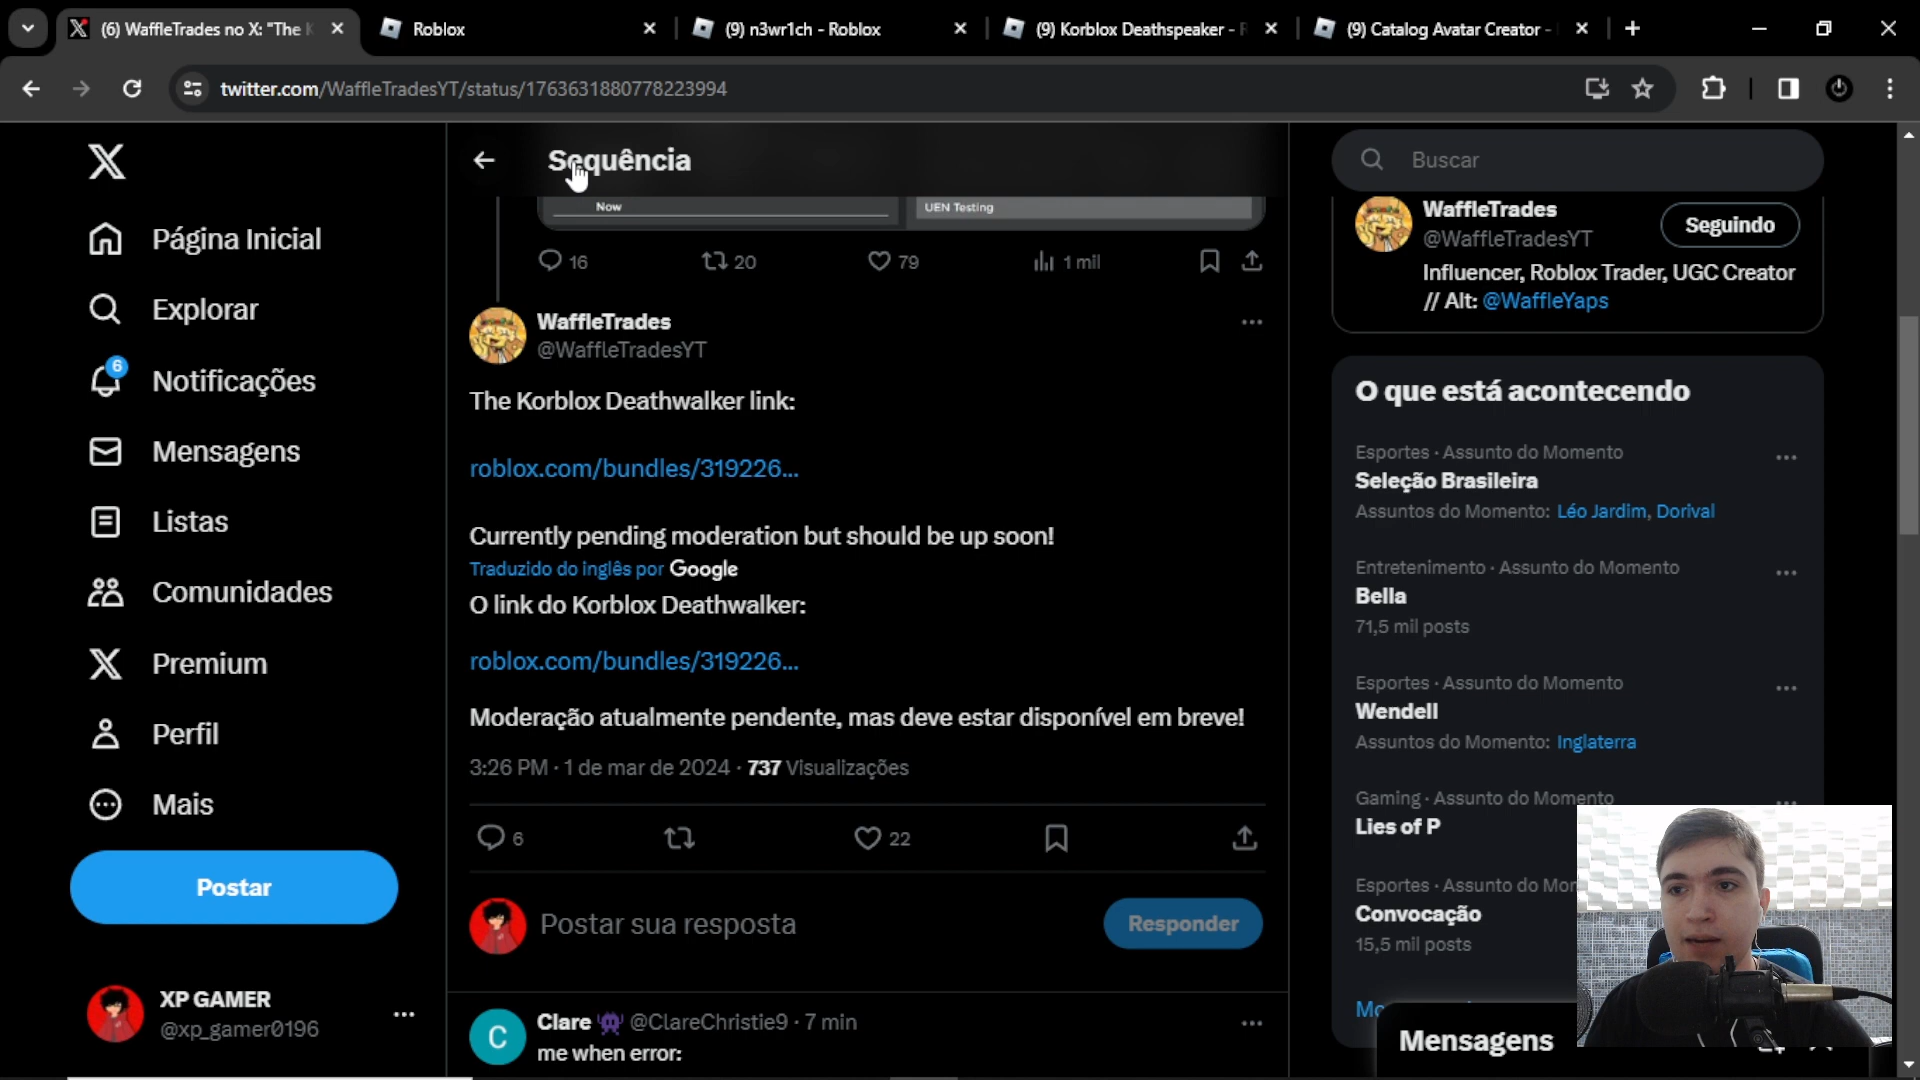 (6) WaffleTrades no X: "The K
Roblox
(9) n3wr1ch - Roblox
(9) Korblox Deathspeaker - R
(9) Catalog Avatar Creator -
twitter.com/WaffleTradesYT/status/1763631880778223994
Página Inicial
Explorar
6
Notificações
Mensagens
Listas
Comunidades
Premium
Perfil
Mais
Postar
XP GAMER
@xp_gamer0196
Sequência
Now
UEN Testing
16
20
79
1 mil
WaffleTrades
@WaffleTradesYT
The Korblox Deathwalker link:
roblox.com/bundles/319226...
Currently pending moderation but should be up soon!
Traduzido do inglês por Google
O link do Korblox Deathwalker:
roblox.com/bundles/319226...
Moderação atualmente pendente, mas deve estar disponível em breve!
3:26 PM · 1 de mar de 2024 · 737 Visualizações
6
22
Postar sua resposta
Responder
C
Clare @ClareChristie9 · 7 min
me when error:
Buscar
WaffleTrades
@WaffleTradesYT
Seguindo
Influencer, Roblox Trader, UGC Creator
// Alt: @WaffleYaps
O que está acontecendo
Esportes · Assunto do Momento
Seleção Brasileira
Assuntos do Momento: Léo Jardim, Dorival
Entretenimento · Assunto do Momento
Bella
71,5 mil posts
Esportes · Assunto do Momento
Wendell
Assuntos do Momento: Inglaterra
Gaming · Assunto do Momento
Lies of P
Esportes · Assunto do Mor
Convocação
15,5 mil posts
Mensagens